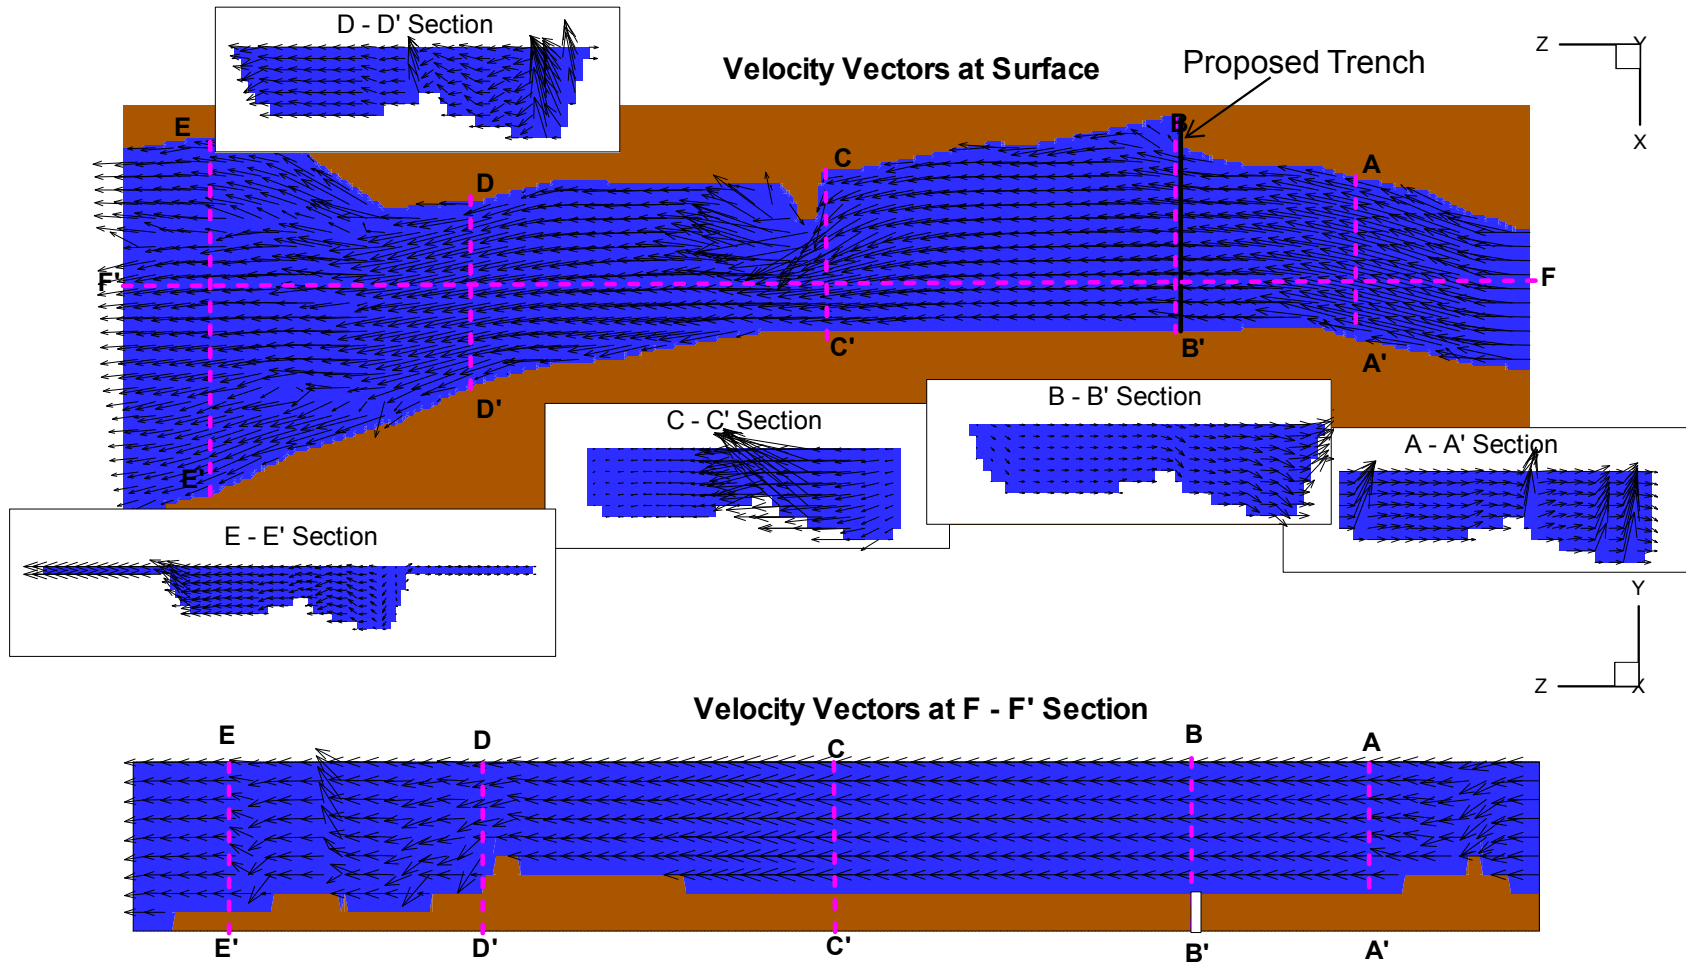 D - D' Section
Velocity Vectors at Surface
Proposed Trench
Z
Y
X
E
B
C
A
D
F'
F
C'
B'
A'
D'
E'
B - B' Section
C - C' Section
A - A' Section
E - E' Section
Y
Z
X
Velocity Vectors at F - F' Section
E
D
C
B
A
E'
D'
C'
B'
A'